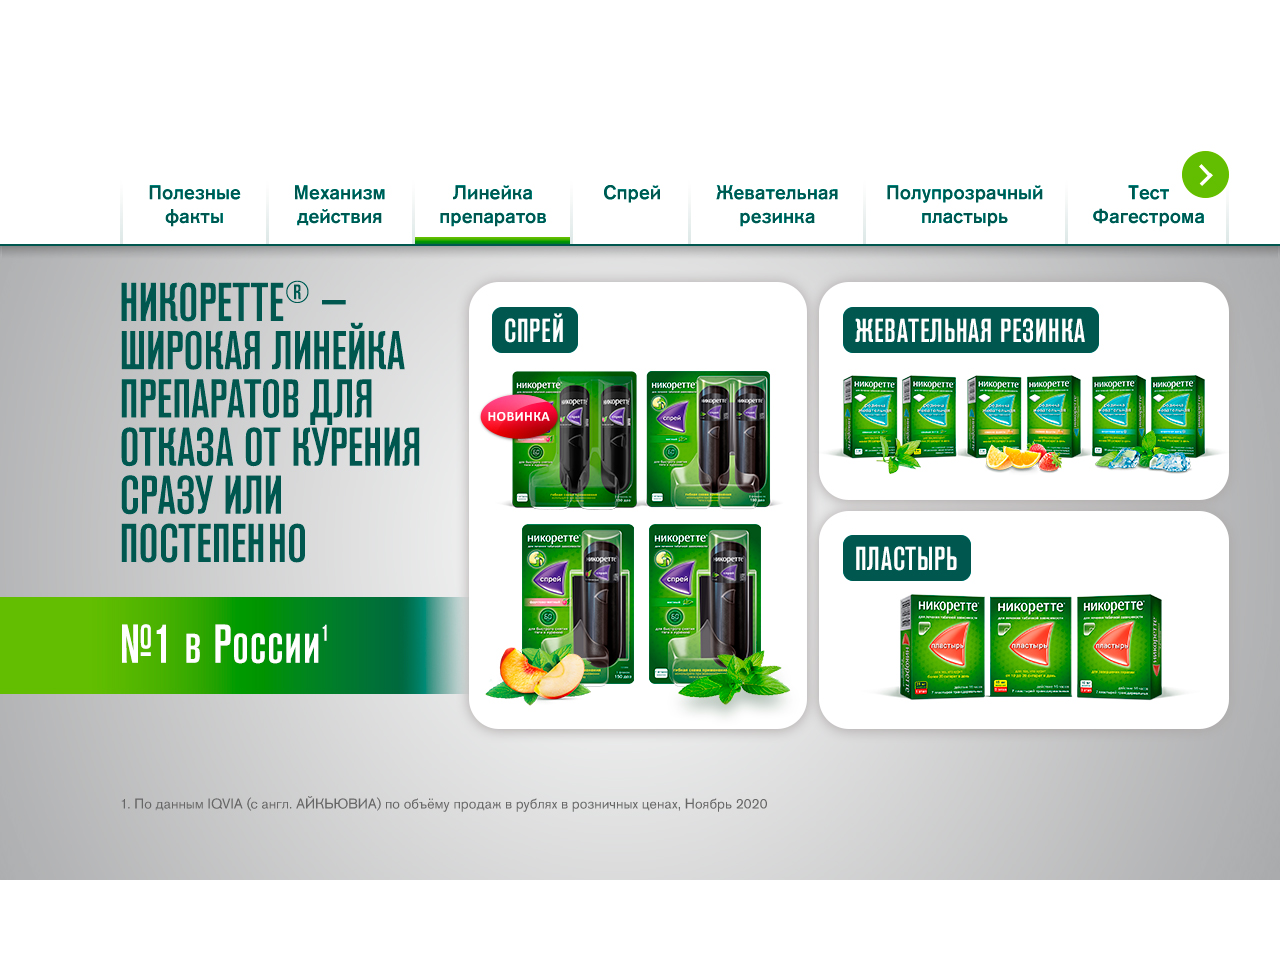 Полезные
факты
Механизм
действия
Линейка
препаратов
Спрей
Жевательная
резинка
Полупрозрачный
пластырь
Тест
Фагестрома
НИКОРЕТТЕ® –
ШИРОКАЯ ЛИНЕЙКА
ПРЕПАРАТОВ ДЛЯ
ОТКАЗА ОТ КУРЕНИЯ
СРАЗУ ИЛИ
ПОСТЕПЕННО
№1 в России¹
СПРЕЙ
никоретте
никоретте
НОВИНКА
спрей
спрей
никоретте
никоретте
спрей
спрей
ЖЕВАТЕЛЬНАЯ РЕЗИНКА
никоретте
никоретте
никоретте
никоретте
никоретте
никоретте
ПЛАСТЫРЬ
никоретте
никоретте
никоретте
пластырь
пластырь
пластырь
1. По данным IQVIA (с англ. АЙКЬЮВИА) по объёму продаж в рублях в розничных ценах, Ноябрь 2020